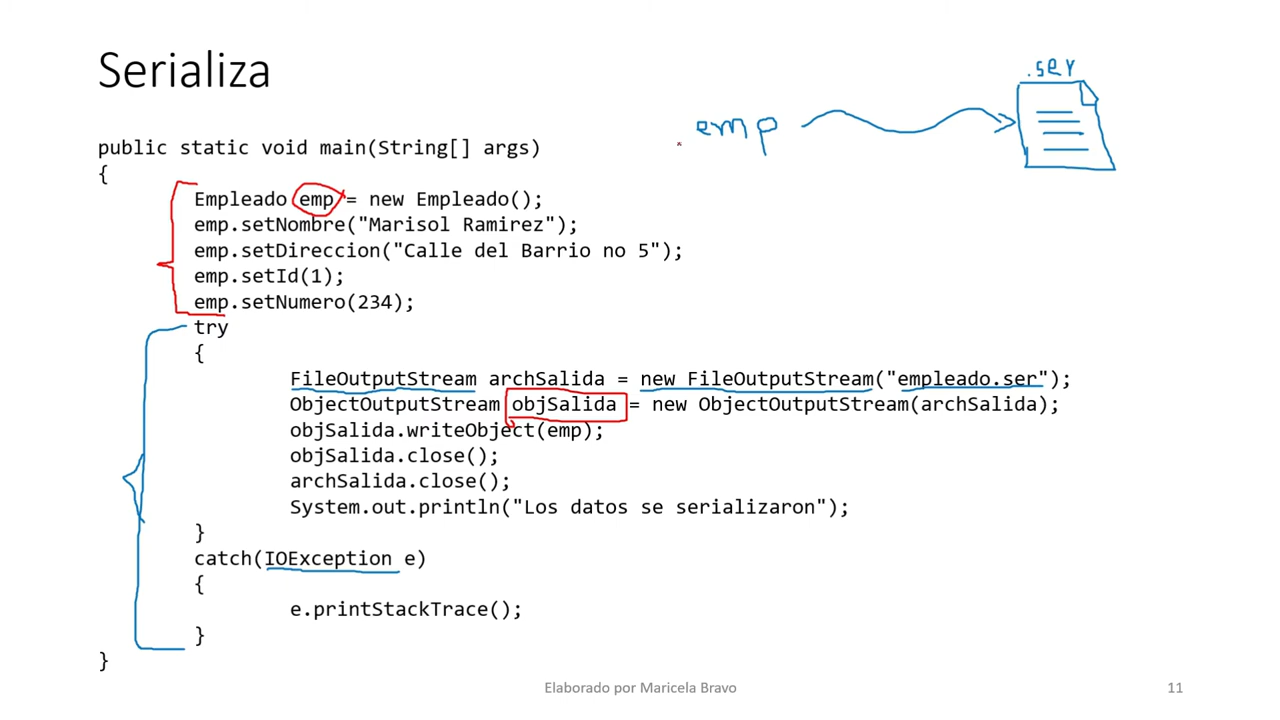 Serializa
.ser
emp
public static void main(String[] args)
{
Empleado emp = new Empleado();
emp.setNombre("Marisol Ramirez");
emp.setDireccion("Calle del Barrio no 5");
emp.setId(1);
emp.setNumero(234);
try
{
FileOutputStream archSalida = new FileOutputStream("empleado.ser");
ObjectOutputStream objSalida = new ObjectOutputStream(archSalida);
objSalida.writeObject(emp);
objSalida.close();
archSalida.close();
System.out.println("Los datos se serializaron");
}
catch(IOException e)
{
e.printStackTrace();
}
}
Elaborado por Maricela Bravo
11